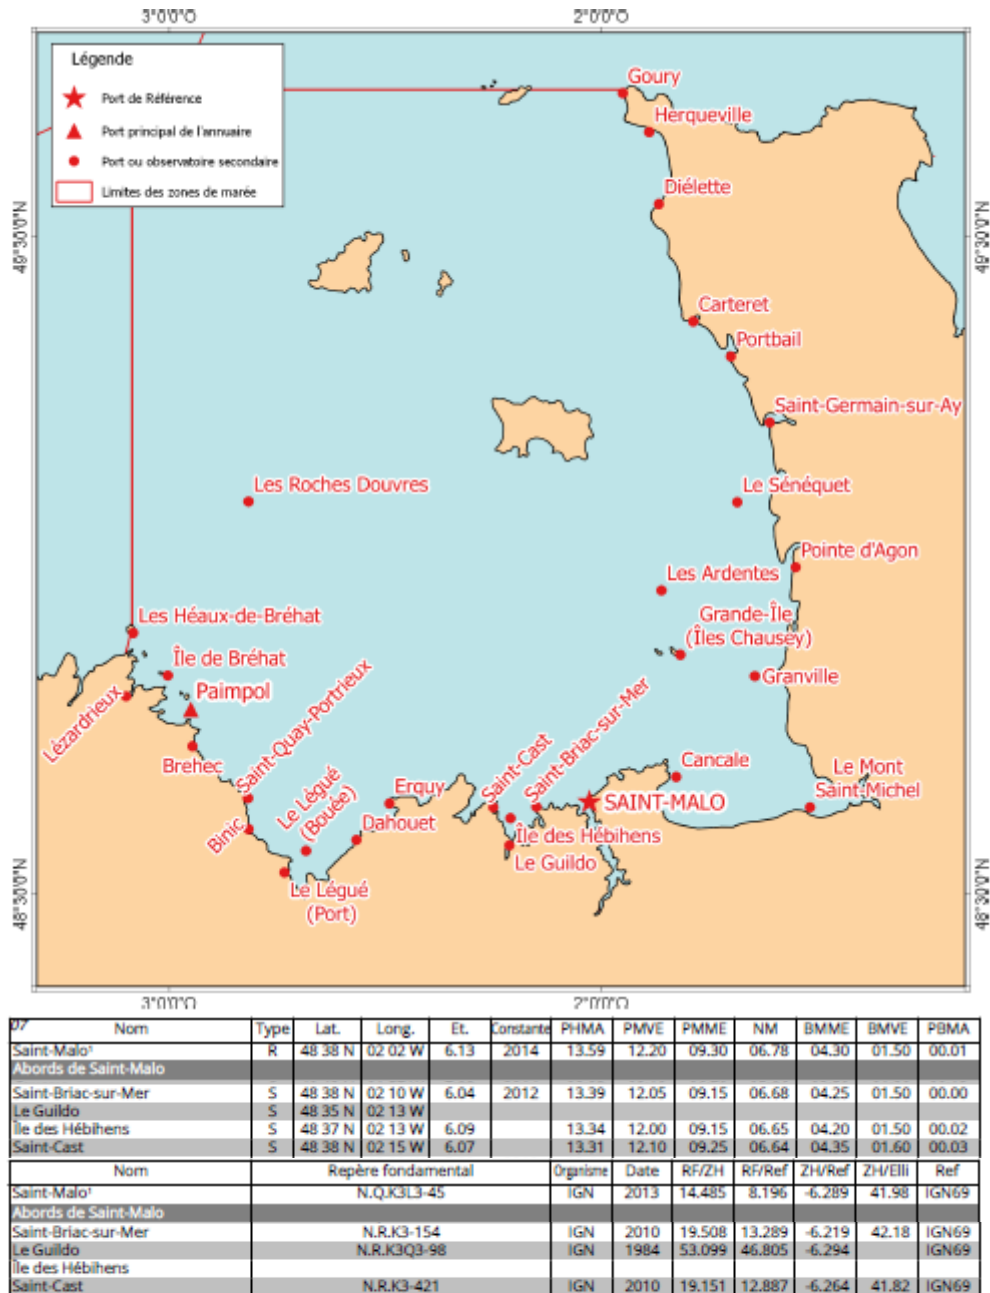 3°0'0"O 2°0'0"O
Légende
Port de Référence
Port principal de l'annuaire
Port ou observatoire secondaire
Limites des zones de marée
Goury
Herqueville
Diélette
49°30'0"N 49°30'0"N
Carteret
Portbail
Saint-Germain-sur-Ay
Les Roches Douvres
Le Sénéquet
Pointe d'Agon
Les Ardentes
Les Héaux-de-Bréhat
Grande-Île
(Îles Chausey)
Île de Bréhat
Granville
Paimpol
Lézardrieux
Saint-Quay-Portrieux
Saint-Briac-sur-Mer
Brehec
Saint-Cast
Cancale
Le Mont
Saint-Michel
Le Légué
(Bouée)
Erquy
SAINT-MALO
Binic
Dahouet
Île des Hébihens
Le Guildo
Le Légué
(Port)
48°30'0"N 48°30'0"N
3°0'0"O 2°0'0"O
07 Nom Type Lat. Long. Et. Constante PHMA PMVE PMME NM BMME BMVE PBMA
Saint-Malo¹ R 48 38 N 02 02 W 6.13 2014 13.59 12.20 09.30 06.78 04.30 01.50 00.01
Abords de Saint-Malo
Saint-Briac-sur-Mer S 48 38 N 02 10 W 6.04 2012 13.39 12.05 09.15 06.68 04.25 01.50 00.00
Le Guildo S 48 35 N 02 13 W
Île des Hébihens S 48 37 N 02 13 W 6.09 13.34 12.00 09.15 06.65 04.20 01.50 00.02
Saint-Cast S 48 38 N 02 15 W 6.07 13.31 12.10 09.25 06.64 04.35 01.60 00.03
Nom Repère fondamental Organisme Date RF/ZH RF/Ref ZH/Ref ZH/Elli Ref
Saint-Malo¹ N.Q.K3L3-45 IGN 2013 14.485 8.196 -6.289 41.98 IGN69
Abords de Saint-Malo
Saint-Briac-sur-Mer N.R.K3-154 IGN 2010 19.508 13.289 -6.219 42.18 IGN69
Le Guildo N.R.K3Q3-98 IGN 1984 53.099 46.805 -6.294 IGN69
Île des Hébihens
Saint-Cast N.R.K3-421 IGN 2010 19.151 12.887 -6.264 41.82 IGN69